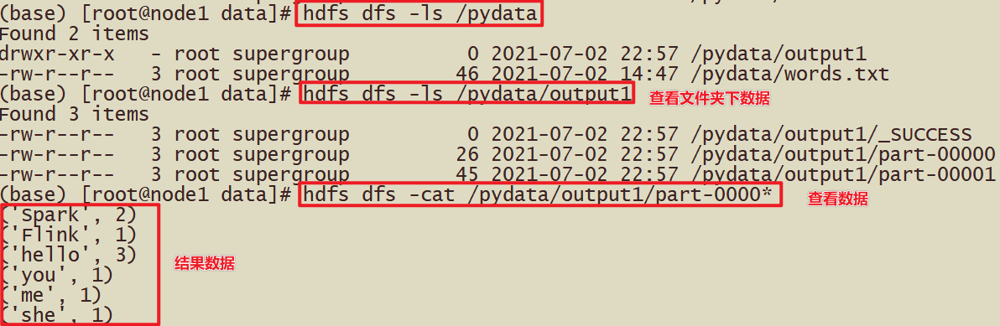 (base) [root@node1 data]# hdfs dfs -ls /pydata
Found 2 items
drwxr-xr-x   - root supergroup          0 2021-07-02 22:57 /pydata/output1
-rw-r--r--   3 root supergroup         46 2021-07-02 14:47 /pydata/words.txt
(base) [root@node1 data]# hdfs dfs -ls /pydata/output1 查看文件夹下数据
Found 3 items
-rw-r--r--   3 root supergroup          0 2021-07-02 22:57 /pydata/output1/_SUCCESS
-rw-r--r--   3 root supergroup         26 2021-07-02 22:57 /pydata/output1/part-00000
-rw-r--r--   3 root supergroup         45 2021-07-02 22:57 /pydata/output1/part-00001
(base) [root@node1 data]# hdfs dfs -cat /pydata/output1/part-0000* 查看数据
('Spark', 2)
('Flink', 1)
('hello', 3) 结果数据
('you', 1)
('me', 1)
('she', 1)